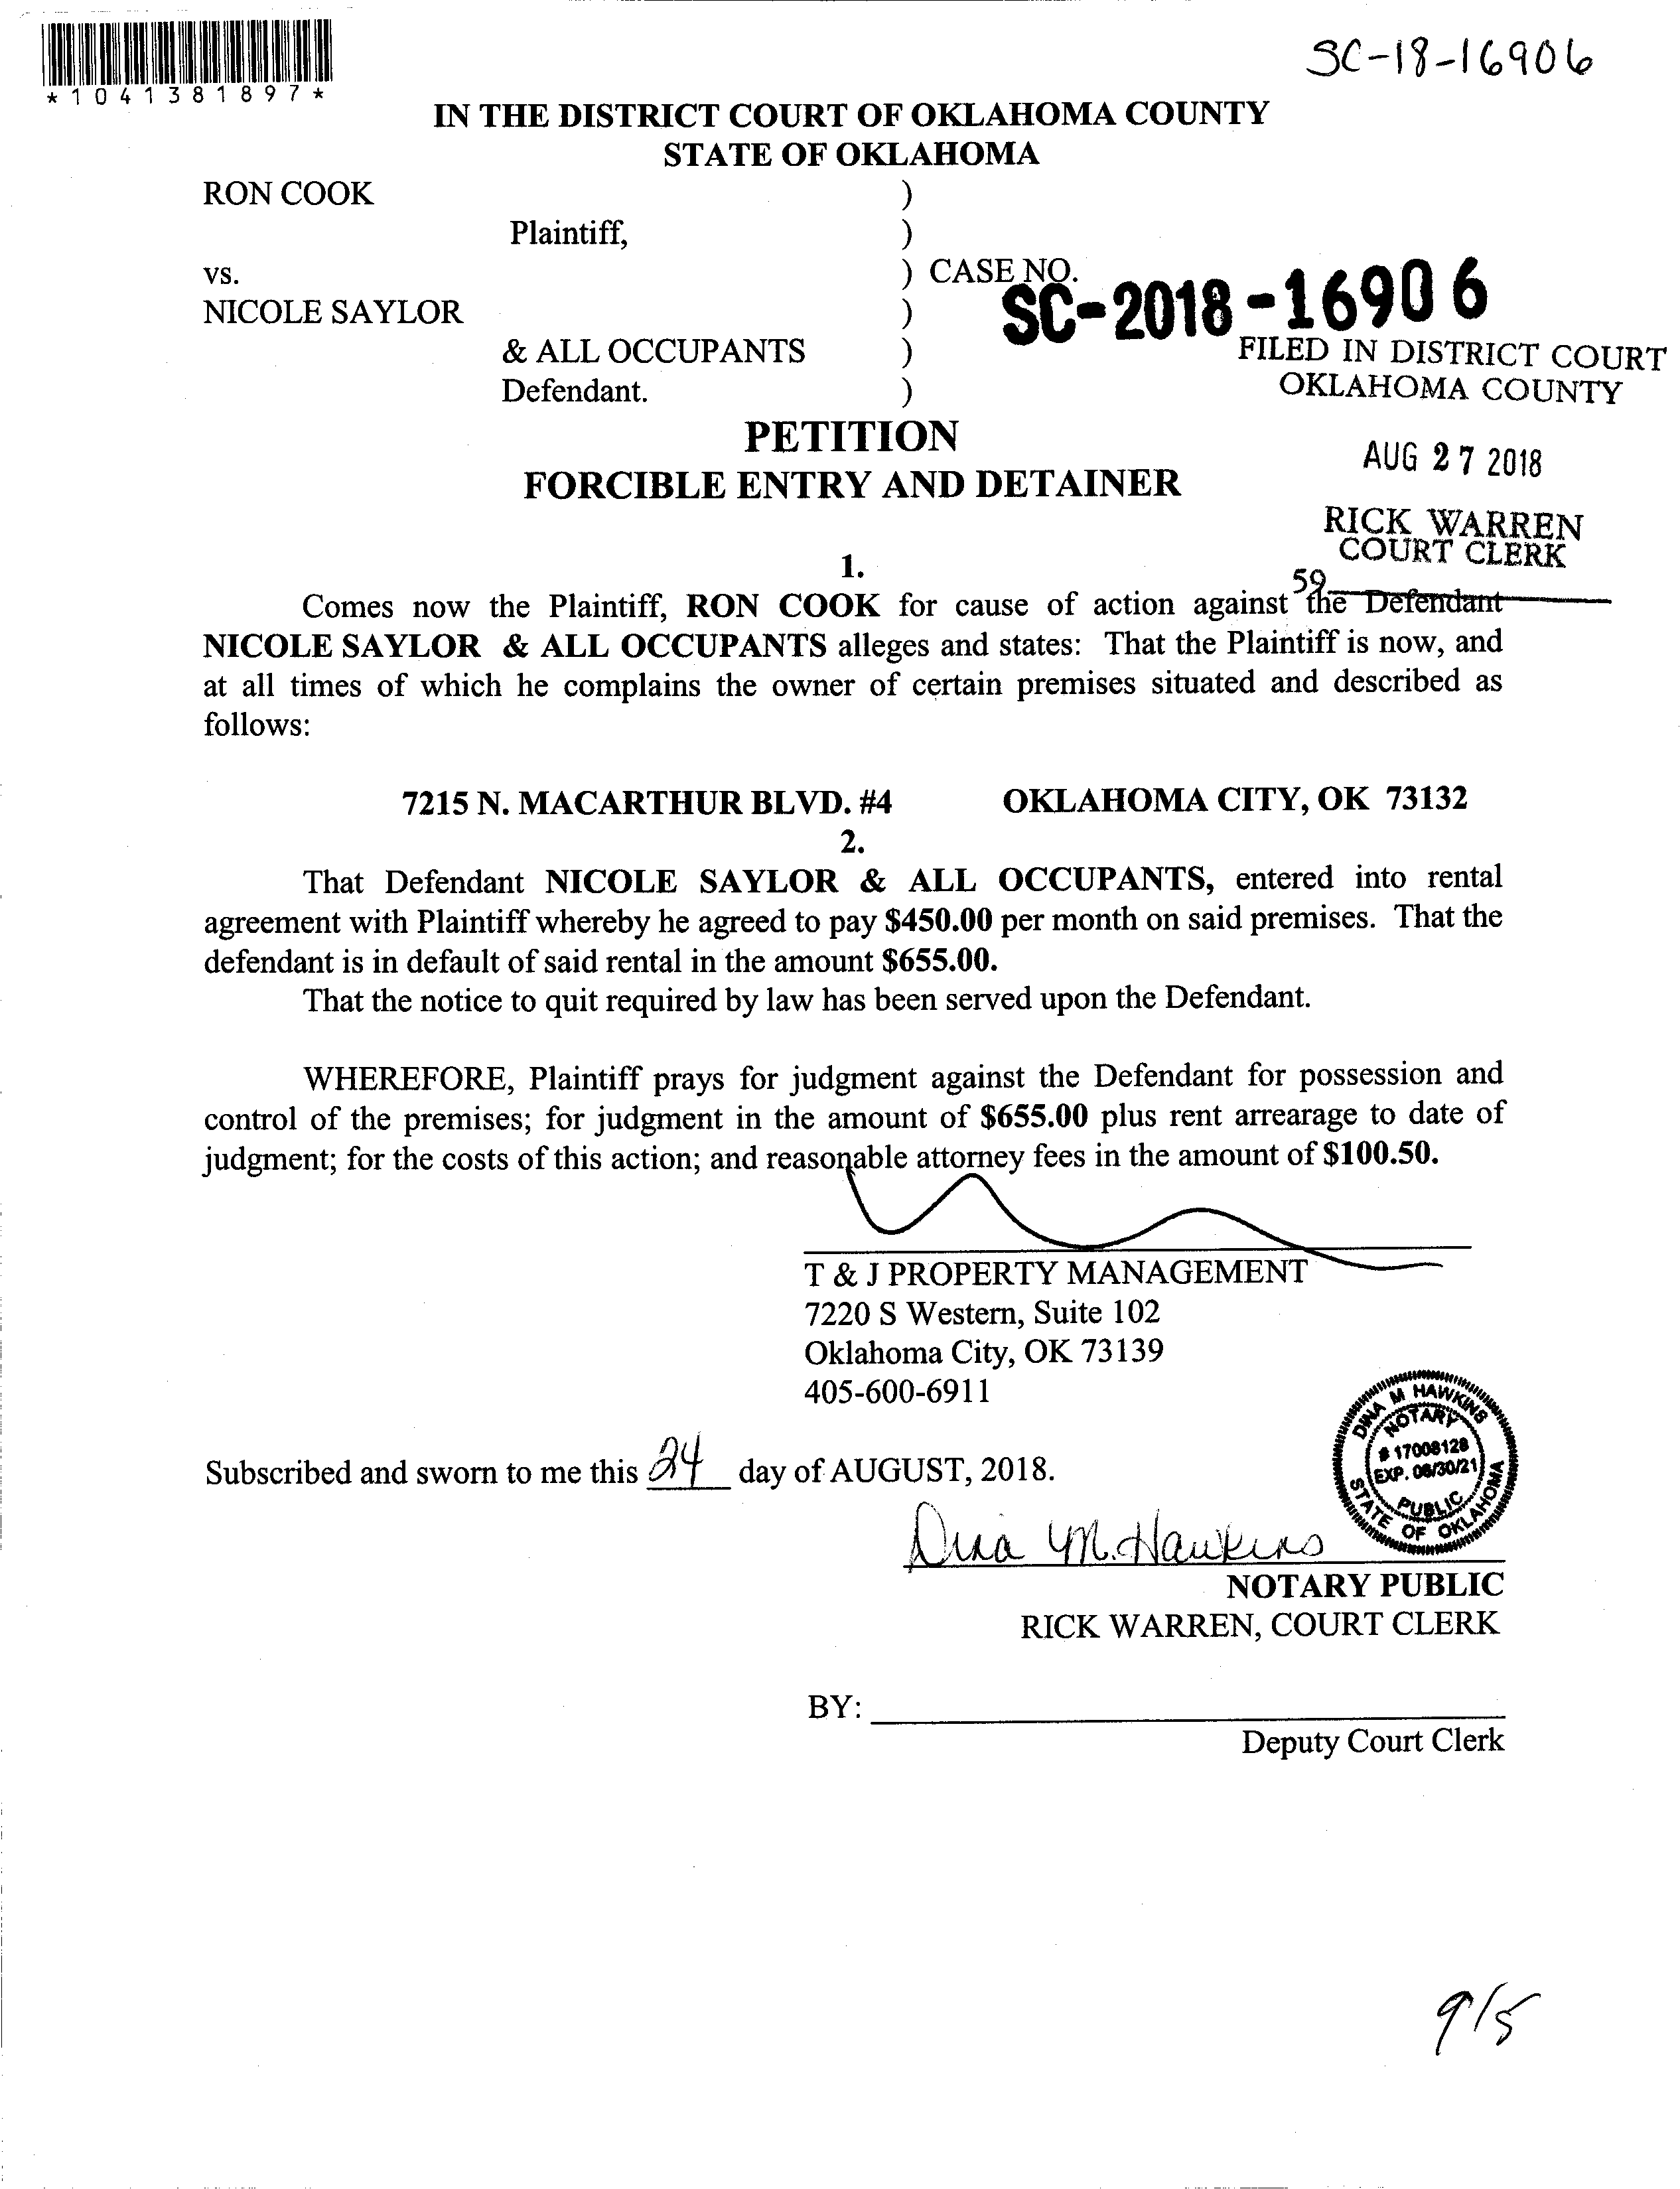 SC-18-16906
*1041381897*
IN THE DISTRICT COURT OF OKLAHOMA COUNTY
STATE OF OKLAHOMA
RON COOK )
Plaintiff, )
vs. ) CASE NO.
SC-2018-16906
NICOLE SAYLOR )
& ALL OCCUPANTS )
FILED IN DISTRICT COURT
Defendant. )
OKLAHOMA COUNTY
PETITION
AUG 27 2018
FORCIBLE ENTRY AND DETAINER
RICK WARREN
COURT CLERK
1.
59
Comes now the Plaintiff, RON COOK for cause of action against the Defendant
NICOLE SAYLOR & ALL OCCUPANTS alleges and states: That the Plaintiff is now, and
at all times of which he complains the owner of certain premises situated and described as
follows:
7215 N. MACARTHUR BLVD. #4 OKLAHOMA CITY, OK 73132
2.
That Defendant NICOLE SAYLOR & ALL OCCUPANTS, entered into rental
agreement with Plaintiff whereby he agreed to pay $450.00 per month on said premises. That the
defendant is in default of said rental in the amount $655.00.
That the notice to quit required by law has been served upon the Defendant.
WHEREFORE, Plaintiff prays for judgment against the Defendant for possession and
control of the premises; for judgment in the amount of $655.00 plus rent arrearage to date of
judgment; for the costs of this action; and reasonable attorney fees in the amount of $100.50.
T & J PROPERTY MANAGEMENT
7220 S Western, Suite 102
Oklahoma City, OK 73139
405-600-6911
DINA M HAWKINS
NOTARY
# 17008128
EXP. 06/30/21
PUBLIC
STATE OF OKLAHOMA
Subscribed and sworn to me this 24 day of AUGUST, 2018.
Dina M. Hawkins
NOTARY PUBLIC
RICK WARREN, COURT CLERK
BY:
Deputy Court Clerk
9/5